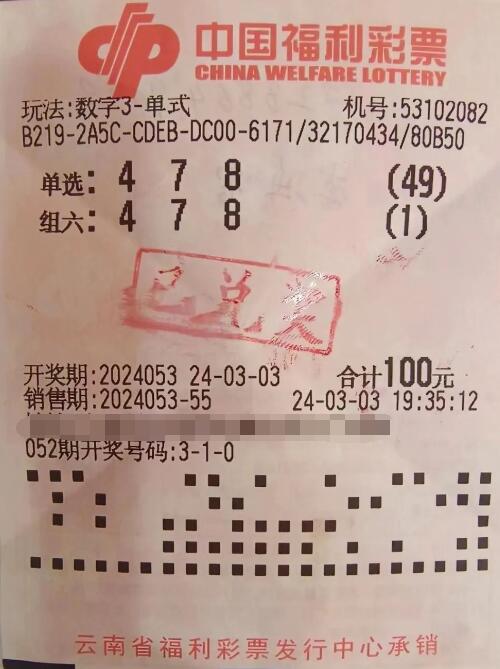 中国福利彩票
CHINA WELFARE LOTTERY
玩法:数字3-单式 机号:53102082
B219-2A5C-CDEB-DC00-6171/32170434/80B50
单选: 4 7 8 (49)
组六: 4 7 8 (1)
已兑奖
开奖期:2024053 24-03-03 合计100元
销售期:2024053-55 24-03-03 19:35:12
052期开奖号码:3-1-0
云南省福利彩票发行中心承销